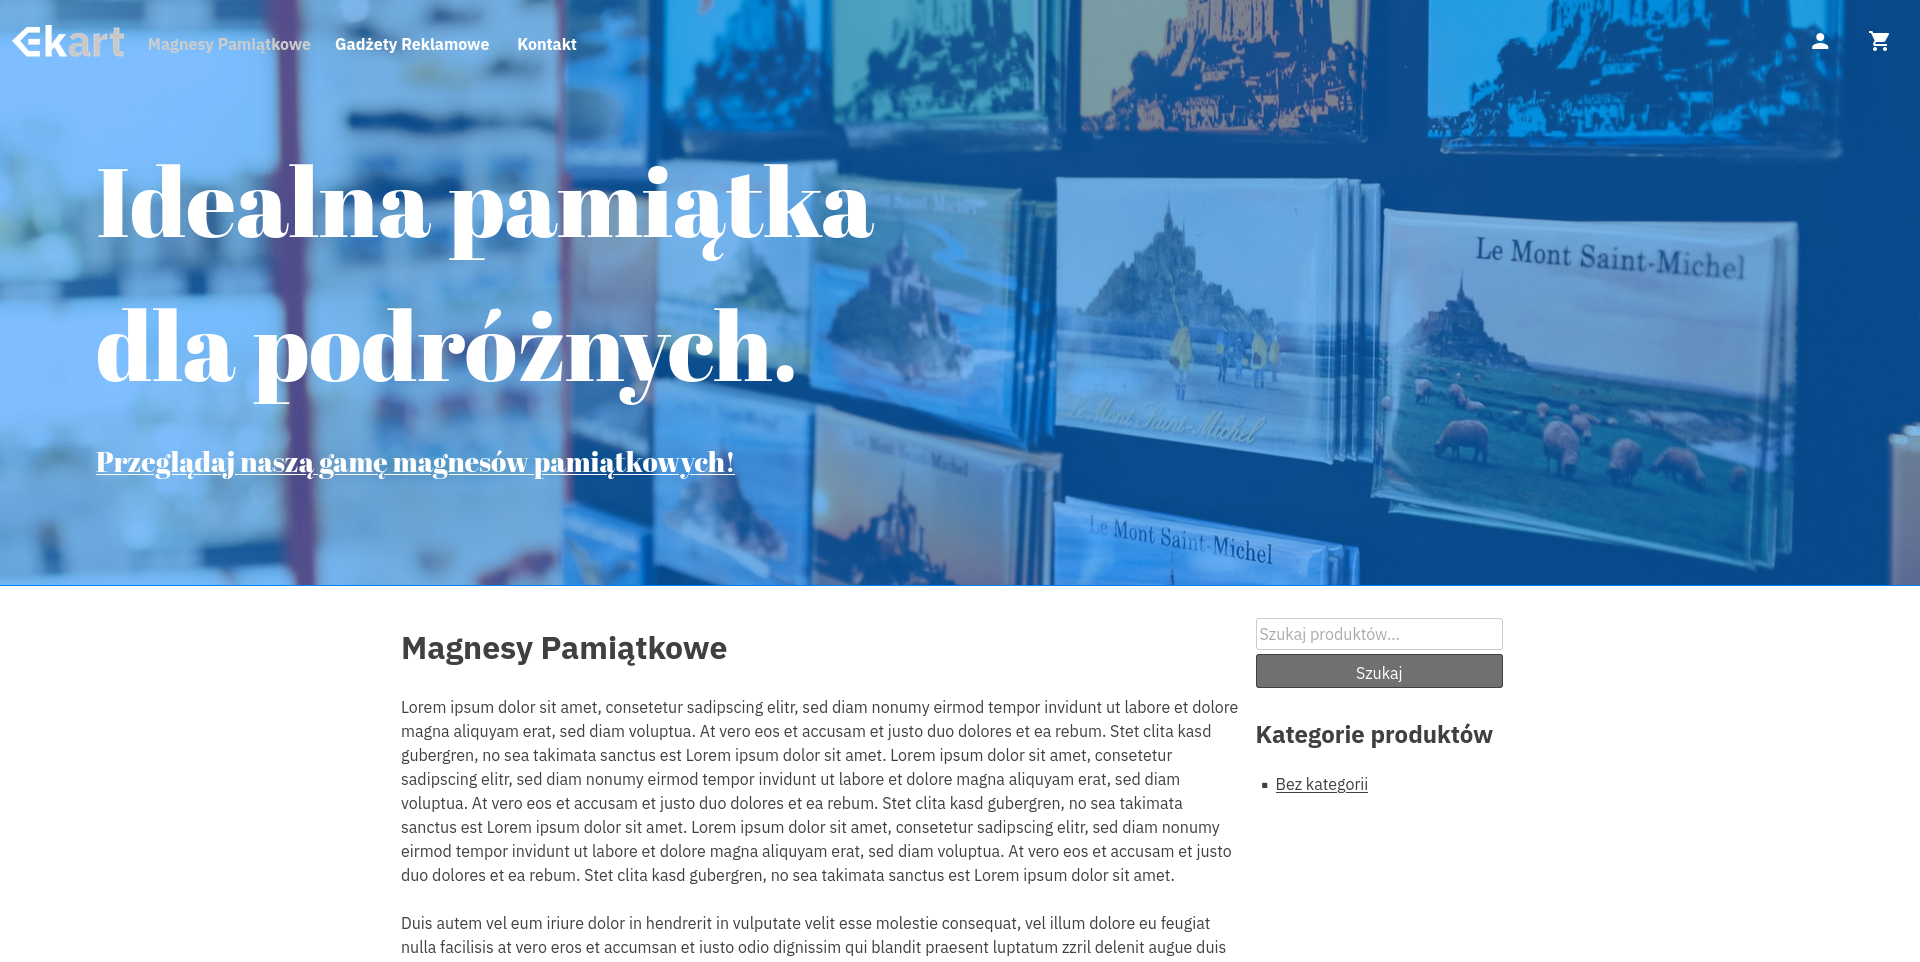 Ekart
Magnesy Pamiątkowe
Gadżety Reklamowe
Kontakt
Idealna pamiątka
dla podróżnych.
Przeglądaj naszą gamę magnesów pamiątkowych!
Le Mont Saint-Michel
Le Mont Saint-Michel
Le Mont Saint-Michel
Le Mont Saint-Michel
Magnesy Pamiątkowe
Lorem ipsum dolor sit amet, consetetur sadipscing elitr, sed diam nonumy eirmod tempor invidunt ut labore et dolore
magna aliquyam erat, sed diam voluptua. At vero eos et accusam et justo duo dolores et ea rebum. Stet clita kasd
gubergren, no sea takimata sanctus est Lorem ipsum dolor sit amet. Lorem ipsum dolor sit amet, consetetur
sadipscing elitr, sed diam nonumy eirmod tempor invidunt ut labore et dolore magna aliquyam erat, sed diam
voluptua. At vero eos et accusam et justo duo dolores et ea rebum. Stet clita kasd gubergren, no sea takimata
sanctus est Lorem ipsum dolor sit amet. Lorem ipsum dolor sit amet, consetetur sadipscing elitr, sed diam nonumy
eirmod tempor invidunt ut labore et dolore magna aliquyam erat, sed diam voluptua. At vero eos et accusam et justo
duo dolores et ea rebum. Stet clita kasd gubergren, no sea takimata sanctus est Lorem ipsum dolor sit amet.
Duis autem vel eum iriure dolor in hendrerit in vulputate velit esse molestie consequat, vel illum dolore eu feugiat
nulla facilisis at vero eros et accumsan et iusto odio dignissim qui blandit praesent luptatum zzril delenit augue duis
Szukaj produktów…
Szukaj
Kategorie produktów
Bez kategorii